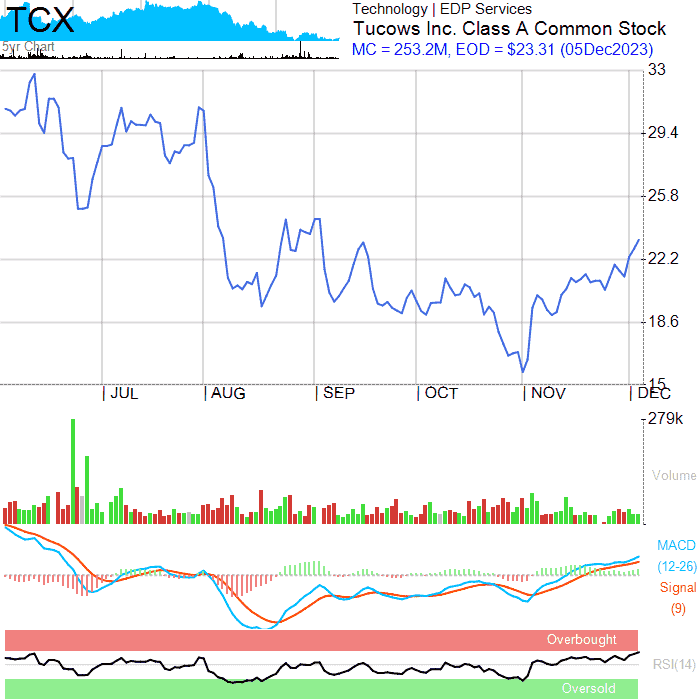 TCX
5yr Chart
Technology | EDP Services
Tucows Inc. Class A Common Stock
MC = 253.2M, EOD = $23.31 (05Dec2023)
33
29.4
25.8
22.2
18.6
15
| JUL | AUG | SEP | OCT | NOV | DEC
279k
Volume
MACD
(12-26)
Signal
(9)
Overbought
RSI(14)
Oversold